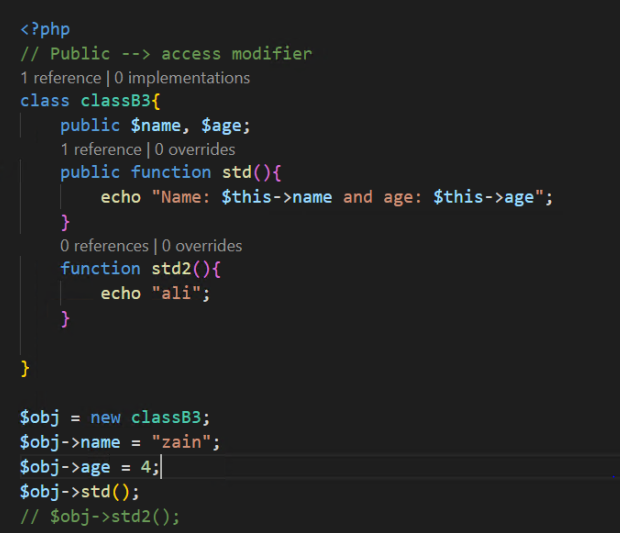 <?php
// Public --> access modifier
1 reference | 0 implementations
class classB3{
    public $name, $age;
    1 reference | 0 overrides
    public function std(){
        echo "Name: $this->name and age: $this->age";
    }
    0 references | 0 overrides
    function std2(){
        echo "ali";
    }
}
$obj = new classB3;
$obj->name = "zain";
$obj->age = 4;
$obj->std();
// $obj->std2();